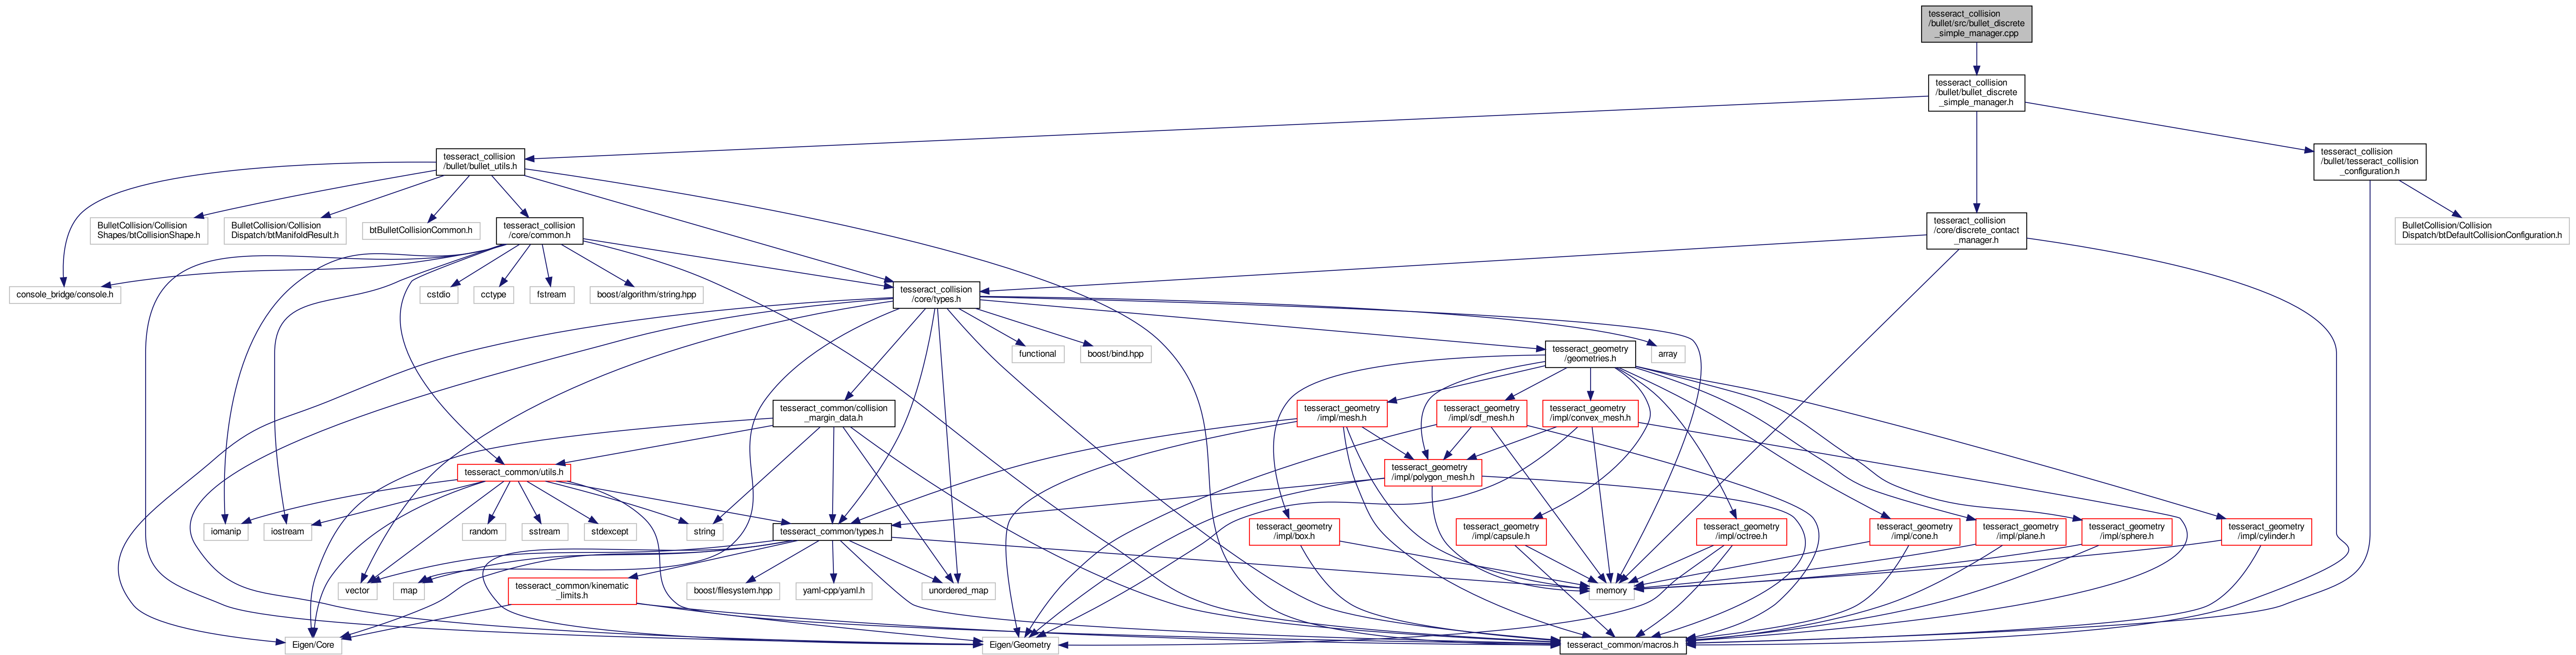 tesseract_collision
/bullet/src/bullet_discrete
_simple_manager.cpp
tesseract_collision
/bullet/bullet_discrete
_simple_manager.h
tesseract_collision
/bullet/bullet_utils.h
tesseract_collision
/bullet/tesseract_collision
_configuration.h
BulletCollision/Collision
Shapes/btCollisionShape.h
BulletCollision/Collision
Dispatch/btManifoldResult.h
btBulletCollisionCommon.h
tesseract_collision
/core/common.h
tesseract_collision
/core/discrete_contact
_manager.h
BulletCollision/Collision
Dispatch/btDefaultCollisionConfiguration.h
console_bridge/console.h
cstdio
cctype
fstream
boost/algorithm/string.hpp
tesseract_collision
/core/types.h
functional
boost/bind.hpp
tesseract_geometry
/geometries.h
array
tesseract_common/collision
_margin_data.h
tesseract_geometry
/impl/mesh.h
tesseract_geometry
/impl/sdf_mesh.h
tesseract_geometry
/impl/convex_mesh.h
tesseract_common/utils.h
tesseract_geometry
/impl/polygon_mesh.h
iomanip
iostream
random
sstream
stdexcept
string
tesseract_common/types.h
tesseract_geometry
/impl/box.h
tesseract_geometry
/impl/capsule.h
tesseract_geometry
/impl/octree.h
tesseract_geometry
/impl/cone.h
tesseract_geometry
/impl/plane.h
tesseract_geometry
/impl/sphere.h
tesseract_geometry
/impl/cylinder.h
vector
map
tesseract_common/kinematic
_limits.h
boost/filesystem.hpp
yaml-cpp/yaml.h
unordered_map
memory
Eigen/Core
Eigen/Geometry
tesseract_common/macros.h